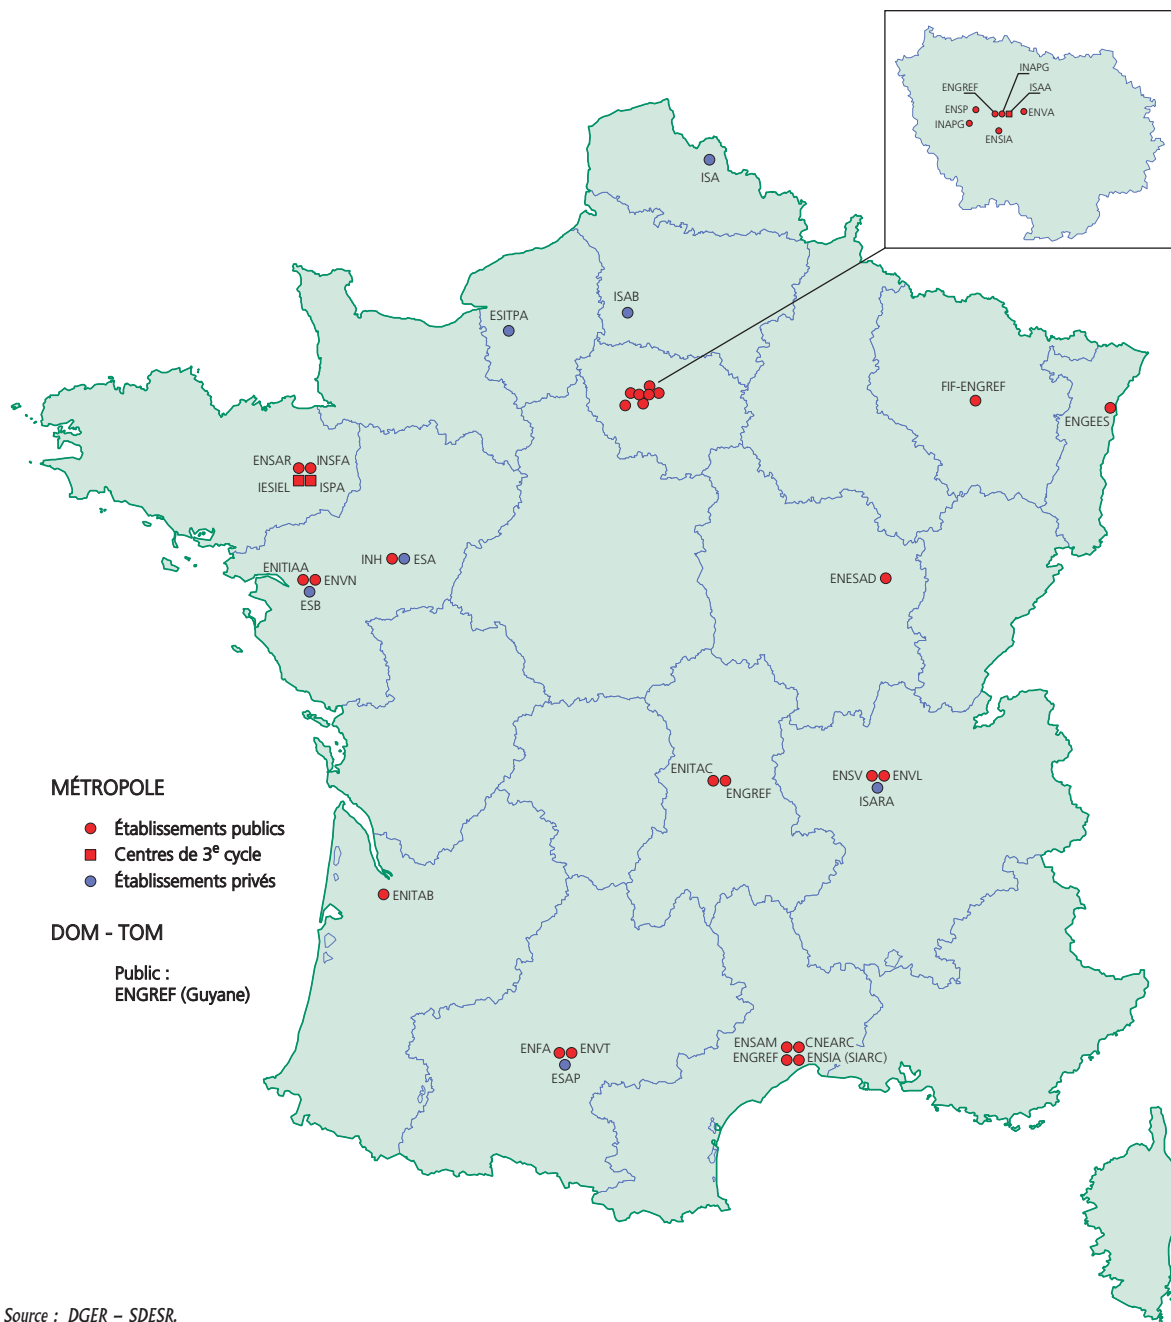 INAPG
ENGREF
ISAA
ENSP
ENVA
INAPG
ENSIA
ISA
ISAB
ESITPA
FIF-ENGREF
ENGEES
ENSAR INSFA
IESIEL ISPA
INH ESA
ENITIAA
ENVN
ESB
ENESAD
ENITAC
ENGREF
ENSV ENVL
ISARA
MÉTROPOLE
Établissements publics
Centres de 3e cycle
Établissements privés
ENITAB
DOM - TOM
Public :
ENGREF (Guyane)
ENSAM CNEARC
ENGREF ENSIA (SIARC)
ENFA ENVT
ESAP
Source : DGER – SDESR.